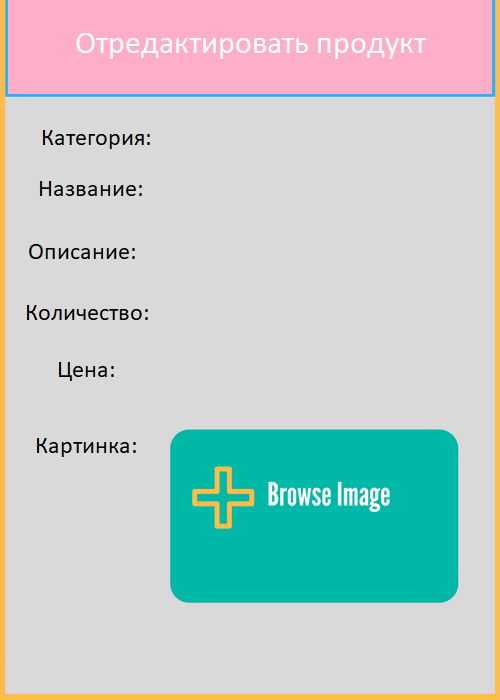 Отредактировать продукт
Категория:
Название:
Описание:
Количество:
Цена:
Картинка:
Browse Image